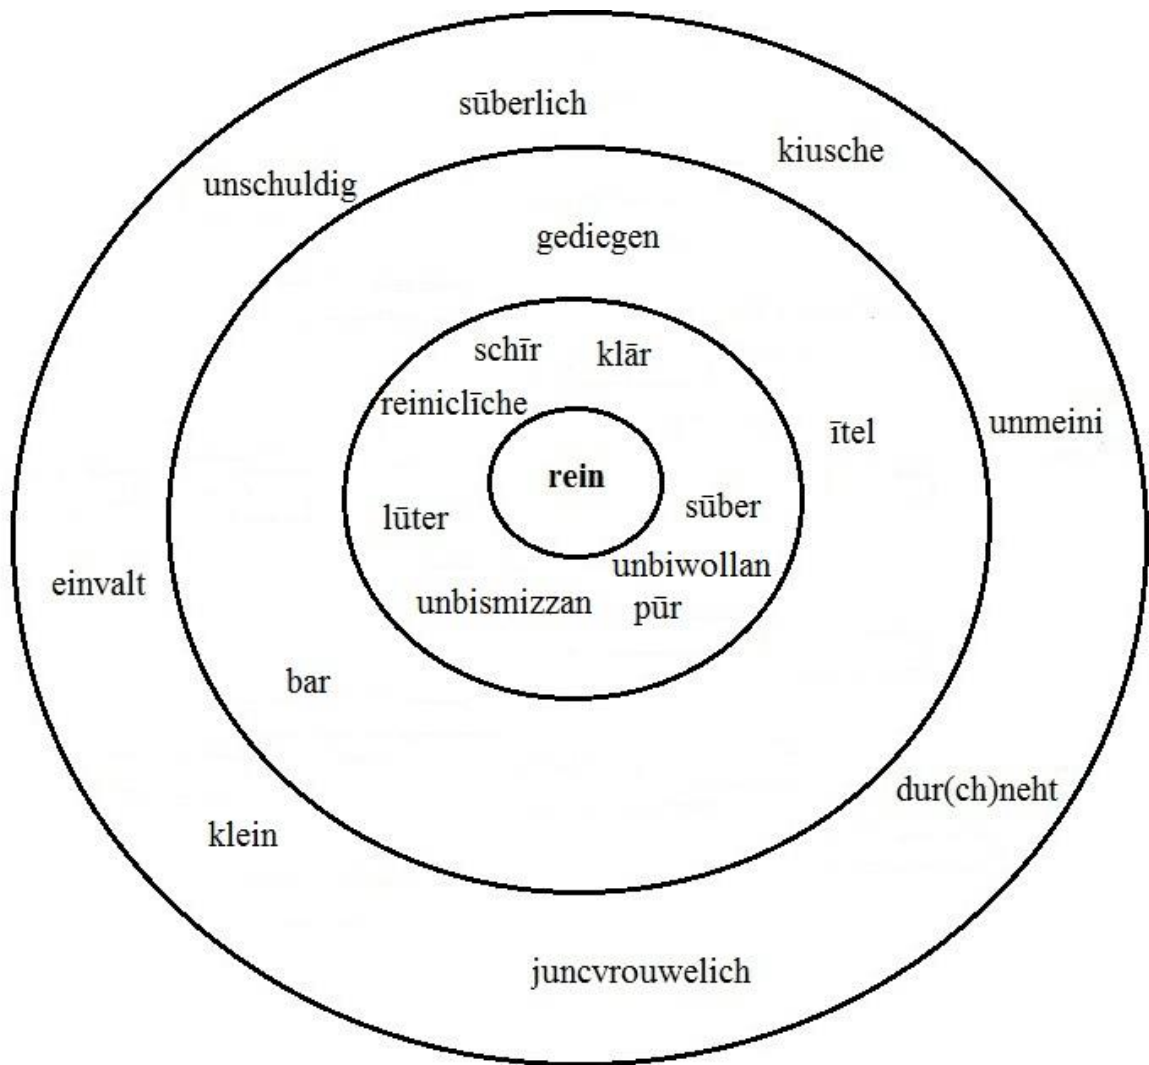 sūberlich
kiusche
unschuldig
gediegen
schīr
klār
reiniclīche
ītel
unmeini
rein
lūter
sūber
unbiwollan
einvalt
unbismizzan
pūr
bar
dur(ch)neht
klein
juncvrouwelich